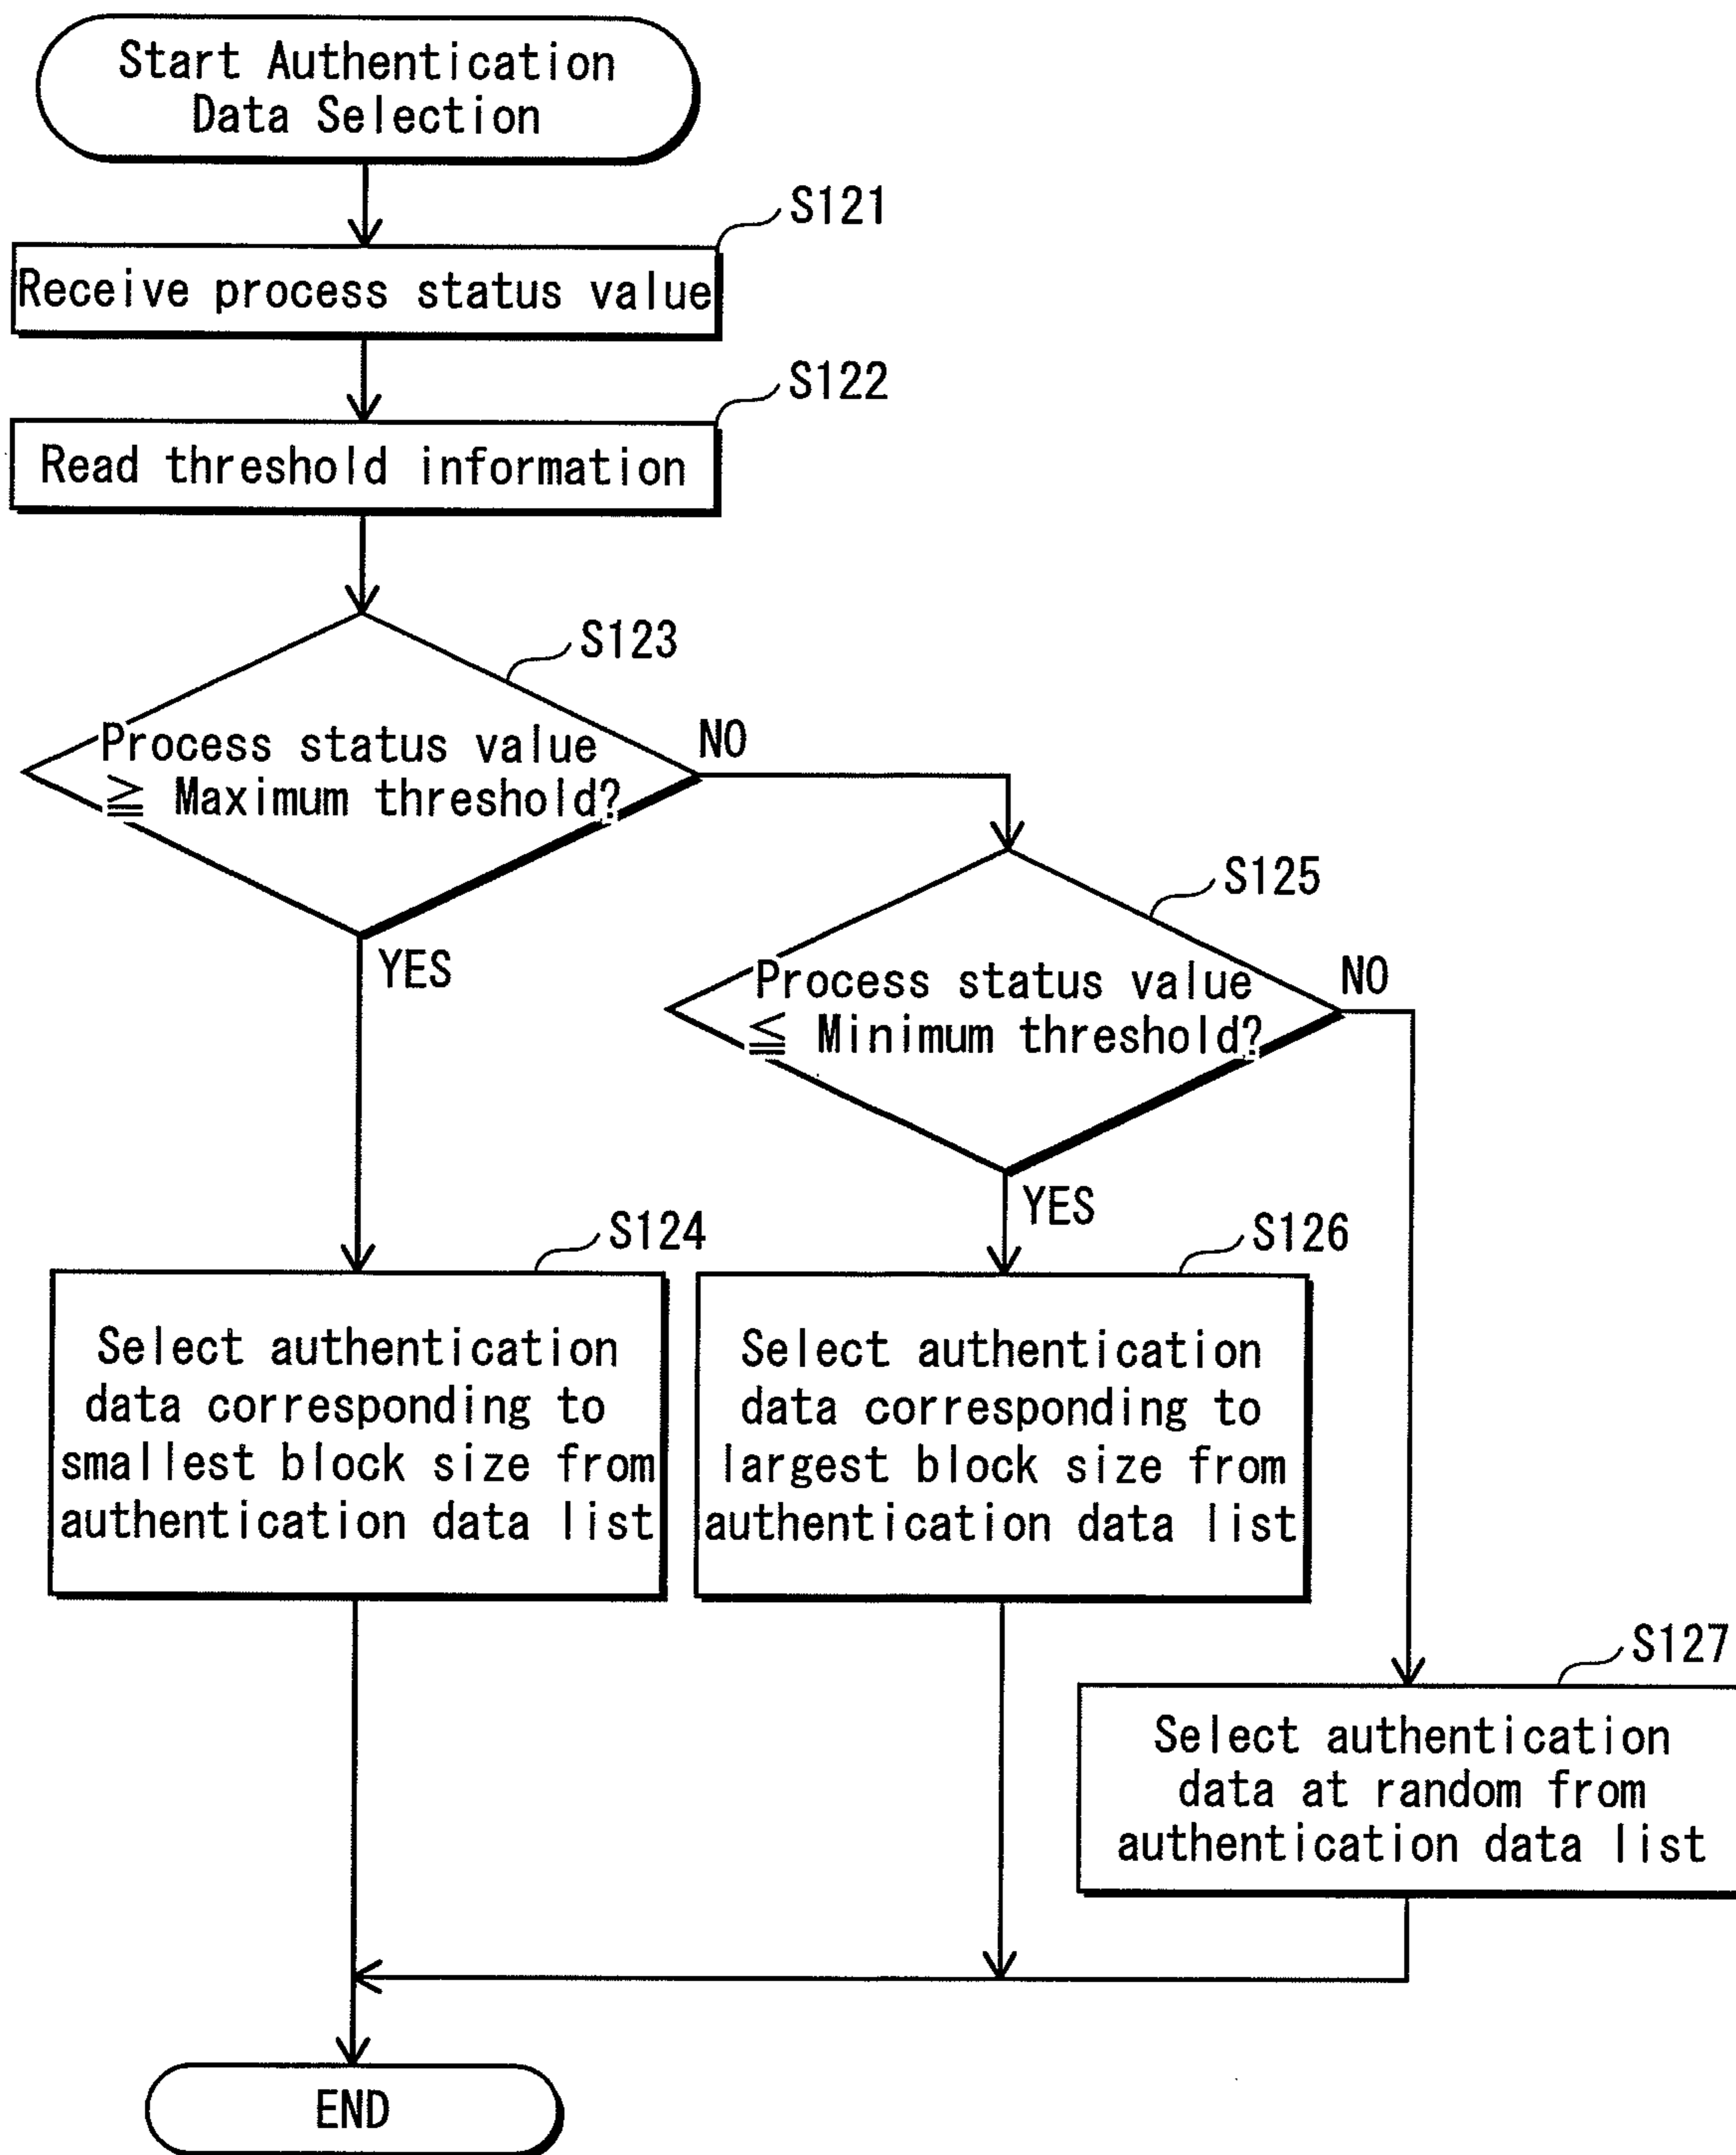 Start Authentication
Data Selection
S121
Receive process status value
S122
Read threshold information
S123
Process status value
≧ Maximum threshold?
NO
YES
S125
Process status value
≦ Minimum threshold?
NO
YES
S124
Select authentication
data corresponding to
smallest block size from
authentication data list
S126
Select authentication
data corresponding to
largest block size from
authentication data list
S127
Select authentication
data at random from
authentication data list
END